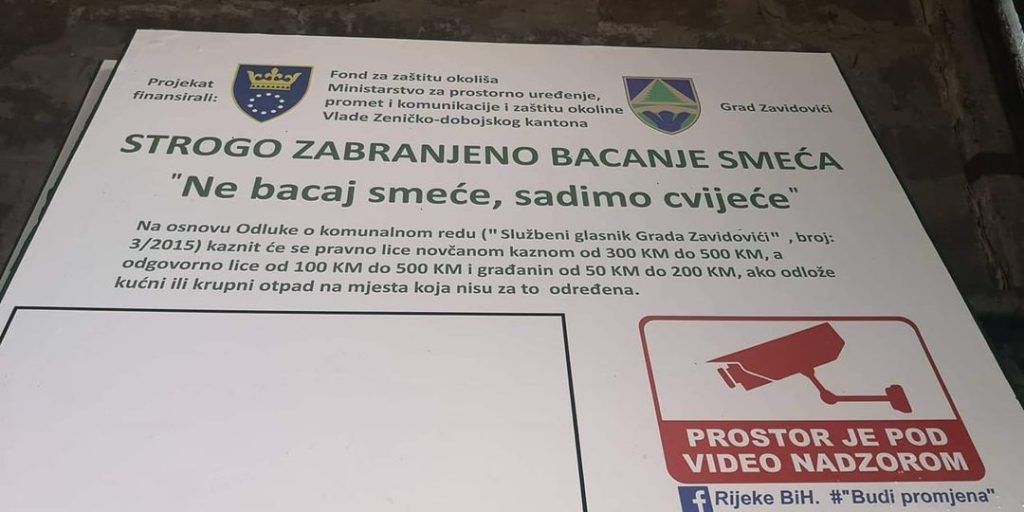 Projekat
finansirali:
Fond za zaštitu okoliša
Ministarstvo za prostorno uređenje,
promet i komunikacije i zaštitu okoline
Vlade Zeničko-dobojskog kantona
Grad Zavidovići
STROGO ZABRANJENO BACANJE SMEĆA
"Ne bacaj smeće, sadimo cvijeće"
Na osnovu Odluke o komunalnom redu ("Službeni glasnik Grada Zavidovići" , broj:
3/2015) kaznit će se pravno lice novčanom kaznom od 300 KM do 500 KM, a
odgovorno lice od 100 KM do 500 KM i građanin od 50 KM do 200 KM, ako odlože
kućni ili krupni otpad na mjesta koja nisu za to određena.
PROSTOR JE POD
VIDEO NADZOROM
f Rijeke BiH. #"Budi promjena"